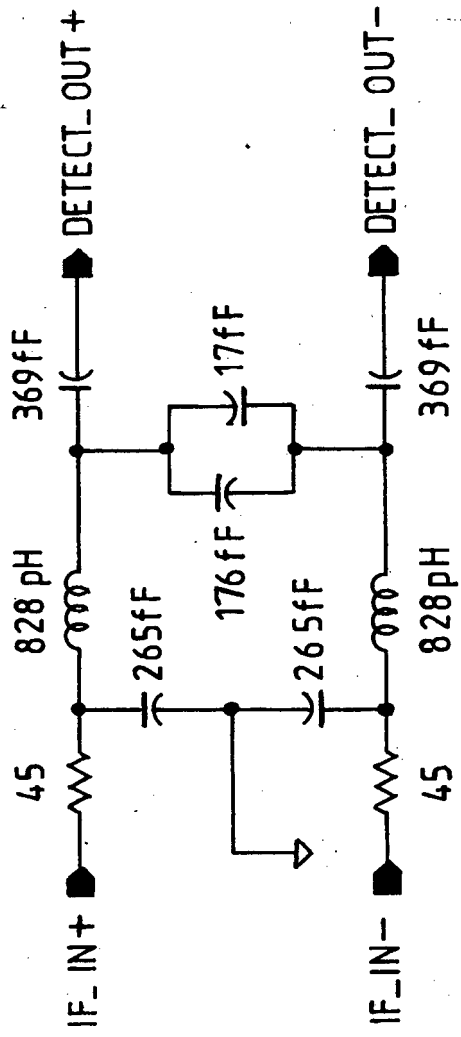 IF_IN+
45
828pH
369fF
DETECT_OUT+
265fF
176fF
17fF
265fF
IF_IN-
45
828pH
369fF
DETECT_OUT-